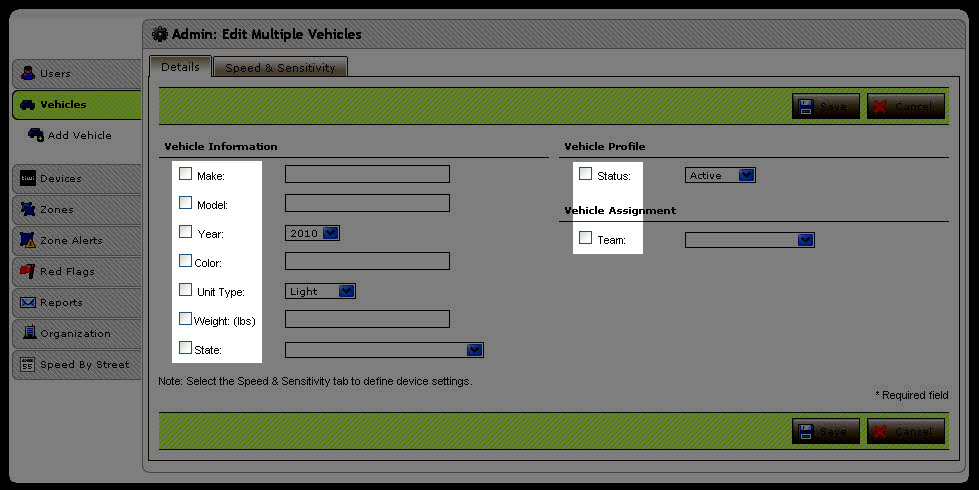 Admin: Edit Multiple Vehicles
Details
Speed & Sensitivity
Users
Vehicles
Add Vehicle
tiwi Devices
Zones
Zone Alerts
Red Flags
Reports
Organization
Speed By Street
Save
Cancel
Vehicle Information
Make:
Model:
Year:
2010
Color:
Unit Type:
Light
Weight: (lbs)
State:
Vehicle Profile
Status:
Active
Vehicle Assignment
Team:
Note: Select the Speed & Sensitivity tab to define device settings.
* Required field
Save
Cancel